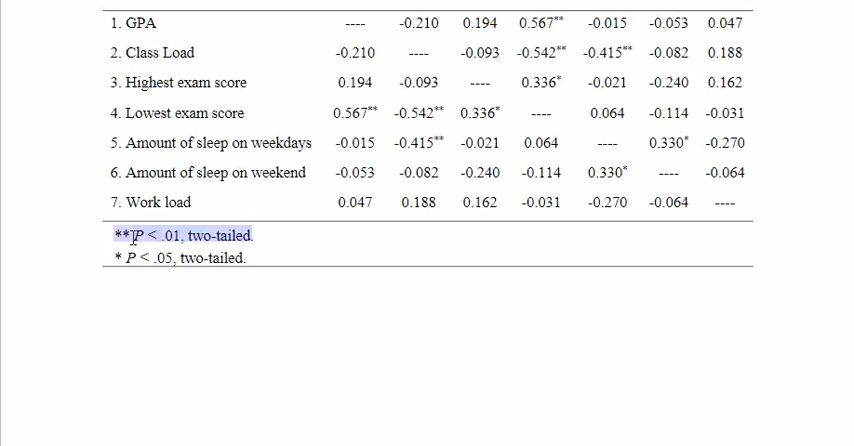 1. GPA ---- -0.210 0.194 0.567** -0.015 -0.053 0.047
2. Class Load -0.210 ---- -0.093 -0.542** -0.415** -0.082 0.188
3. Highest exam score 0.194 -0.093 ---- 0.336* -0.021 -0.240 0.162
4. Lowest exam score 0.567** -0.542** 0.336* ---- 0.064 -0.114 -0.031
5. Amount of sleep on weekdays -0.015 -0.415** -0.021 0.064 ---- 0.330* -0.270
6. Amount of sleep on weekend -0.053 -0.082 -0.240 -0.114 0.330* ---- -0.064
7. Work load 0.047 0.188 0.162 -0.031 -0.270 -0.064 ----
** P < .01, two-tailed.
* P < .05, two-tailed.